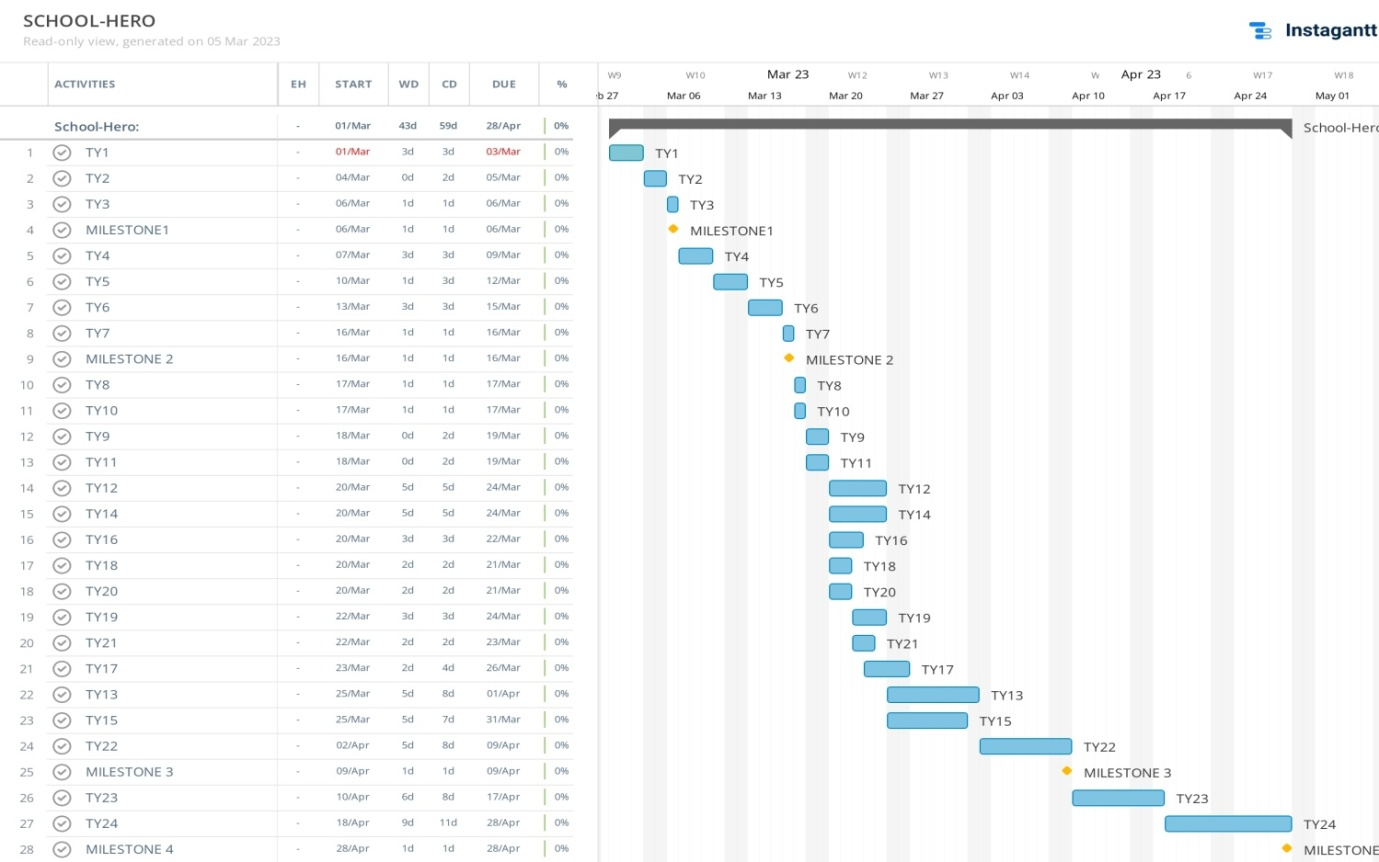 SCHOOL-HERO
Read-only view, generated on 05 Mar 2023
Instagantt
ACTIVITIES EH START WD CD DUE %
W9 W10 Mar 23 W12 W13 W14 W Apr 23 6 W17 W18
b 27 Mar 06 Mar 13 Mar 20 Mar 27 Apr 03 Apr 10 Apr 17 Apr 24 May 01
School-Hero: - 01/Mar 43d 59d 28/Apr 0% School-Hero
1 TY1 - 01/Mar 3d 3d 03/Mar 0% TY1
2 TY2 - 04/Mar 0d 2d 05/Mar 0% TY2
3 TY3 - 06/Mar 1d 1d 06/Mar 0% TY3
4 MILESTONE1 - 06/Mar 1d 1d 06/Mar 0% MILESTONE1
5 TY4 - 07/Mar 3d 3d 09/Mar 0% TY4
6 TY5 - 10/Mar 1d 3d 12/Mar 0% TY5
7 TY6 - 13/Mar 3d 3d 15/Mar 0% TY6
8 TY7 - 16/Mar 1d 1d 16/Mar 0% TY7
9 MILESTONE 2 - 16/Mar 1d 1d 16/Mar 0% MILESTONE 2
10 TY8 - 17/Mar 1d 1d 17/Mar 0% TY8
11 TY10 - 17/Mar 1d 1d 17/Mar 0% TY10
12 TY9 - 18/Mar 0d 2d 19/Mar 0% TY9
13 TY11 - 18/Mar 0d 2d 19/Mar 0% TY11
14 TY12 - 20/Mar 5d 5d 24/Mar 0% TY12
15 TY14 - 20/Mar 5d 5d 24/Mar 0% TY14
16 TY16 - 20/Mar 3d 3d 22/Mar 0% TY16
17 TY18 - 20/Mar 2d 2d 21/Mar 0% TY18
18 TY20 - 20/Mar 2d 2d 21/Mar 0% TY20
19 TY19 - 22/Mar 3d 3d 24/Mar 0% TY19
20 TY21 - 22/Mar 2d 2d 23/Mar 0% TY21
21 TY17 - 23/Mar 2d 4d 26/Mar 0% TY17
22 TY13 - 25/Mar 5d 8d 01/Apr 0% TY13
23 TY15 - 25/Mar 5d 7d 31/Mar 0% TY15
24 TY22 - 02/Apr 5d 8d 09/Apr 0% TY22
25 MILESTONE 3 - 09/Apr 1d 1d 09/Apr 0% MILESTONE 3
26 TY23 - 10/Apr 6d 8d 17/Apr 0% TY23
27 TY24 - 18/Apr 9d 11d 28/Apr 0% TY24
28 MILESTONE 4 - 28/Apr 1d 1d 28/Apr 0% MILESTONE